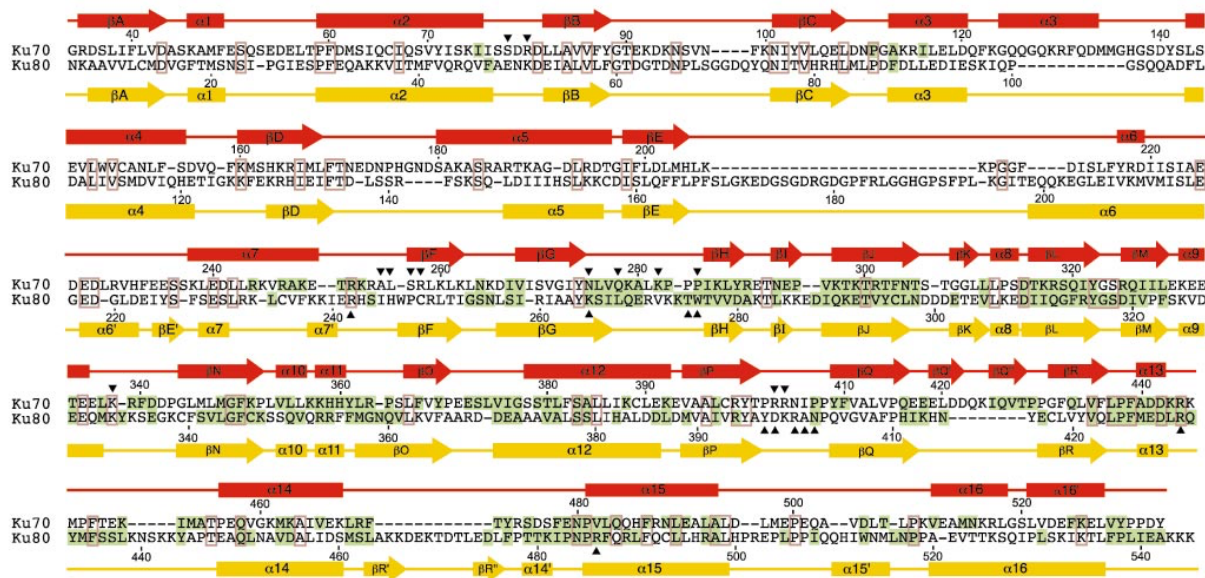 βA α1 α2 βB βC α3 α3
40 50 60 70 80 90 100 110 120 130 140
Ku70 GRDSLIFLVDASKAMFESQSEDELTPFDMSIQCIQSVYISKIISSDRDLLAVVFYGTEKDKNSVN----FKNIYVLQELDNPGAKRILELDQFKGQQGQKRFQDMMGHGSDYSLS
Ku80 NKAAVVLCMDVGFTMSNSI-PGIESPFEQAKKVITMFVQRQVFAENKDEIALVLFGTDGTDNPLSGGDQYQNITVHRHLMLPDFDLLEDIESKIQP-----------GSQQADFL
20 40 60 80 100
βA α1 α2 βB βC α3
α4 βD α5 βE α6
160 180 200 220
Ku70 EVLWVCANLF-SDVQ-FKMSHKRIMLFTNEDNPHGNDSAKASRARTKAGD-LRDTGIFLDLMHLK---------------------------KPGGF---DISLFYRDIISIAE
Ku80 DALIVSMDVIQHETIGKKFEKRHIEIFTD-LSSR----FSKSQ-LDIIIHSLKKCDISLQFFLPFSLGKEDGSGDRGDGPFRLGGHGPSFPL-KGITEQQKEGLEIVKMVMISLE
120 140 160 180 200
α4 βD α5 βE α6
α7 βF βG βH βI βJ βK α8 βL βM α9
240 260 280 300 320
Ku70 DEDLRVHFEESSKLEDLLRKVRAKE--TRKRA-LSRLKLKLNKDIVISVGIYNLVQKALKP-PPIKLYRETNEP-VKTKTRTFNTS-TGGLLLPSDTKRSQIYGSRQIILEKEE
Ku80 GED-GLDEIYSF-SESLRK-LCVFKKIERHSIHWPCRLTIGSNLSI-RIAAYKSILQERVKKTWTVVDAKTLKKEDIQKETVYCLNDDDETEVLKEDIIQGFRYGSDIVPFSKVD
220 240 260 280 300 320
α6' βE' α7 α7' βF βG βH βI βJ βK α8 βL βM α9
βN α10 α11 βO α12 βP βQ βQ' βQ" βR α13
340 360 380 390 410 420 440
Ku70 TEELK-RFDDPGLMLMGFKPLVLLKKHHYLR-PSLFVYPEESLVIGSSTLFSALLIKCLEKEVAALCRYTPRRNIPPYFVALVPQEEELDDQKIQVTPPGFQLVFLPFADDKRK
Ku80 EEQMKYKSEGKCFSVLGFCKSSQVQRRFFMGNQVLKVFAARD-DEAAAVALSSLIHALDDLDMVAIVRYAYDKRANPQVGVAFPHIKHN------YECLVYVQLPFMEDLRQ
340 360 380 390 410 420
βN α10 α11 βO α12 βP βQ βR α13
α14 α15 α16 α16'
460 480 500 520
Ku70 MPFTEK-----IMATPEQVGKMKAIVEKLRF-------------TYRSDSFENPVLQQHFRNLEALALD-LMEPEQA--VDLT-LPKVEAMNKRLGSLVDEFKELVYPPDY
Ku80 YMFSSLKNSKKYAPTEAQLNAVDALIDSMSLAKKDEKTDTLEDLFPTTKIPNPRFQRLFQCLLHRALHPREPLPPIQQHIWNMLNPPA-EVTTKSQIPLSKIKTLFPLIEAKKK
440 460 500 520 540
α14 βR' βR" α14' α15 α15' α16